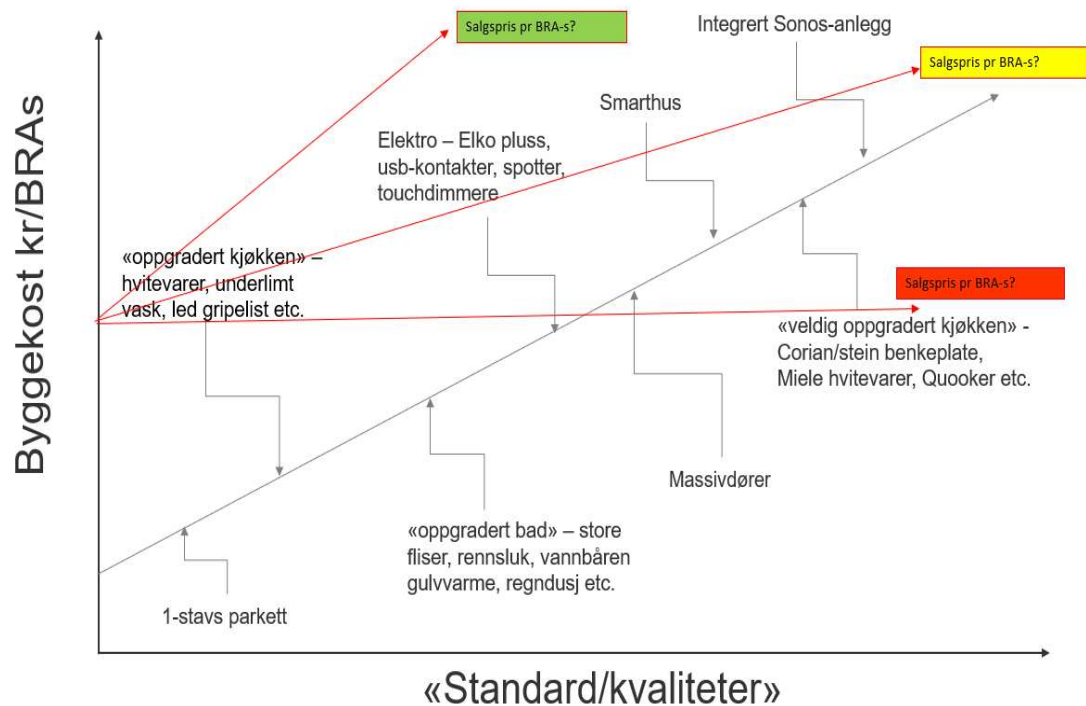 Salgspris pr BRA-s?
Integrert Sonos-anlegg
Salgspris pr BRA-s?
Smarthus
Elektro – Elko pluss,
usb-kontakter, spotter,
touchdimmere
«oppgradert kjøkken» –
hvitevarer, underlimt
vask, led gripelist etc.
Salgspris pr BRA-s?
«veldig oppgradert kjøkken» -
Corian/stein benkeplate,
Miele hvitevarer, Quooker etc.
Massivdører
«oppgradert bad» – store
fliser, rennsluk, vannbåren
gulvvarme, regndusj etc.
1-stavs parkett
Byggekost kr/BRAs
«Standard/kvaliteter»